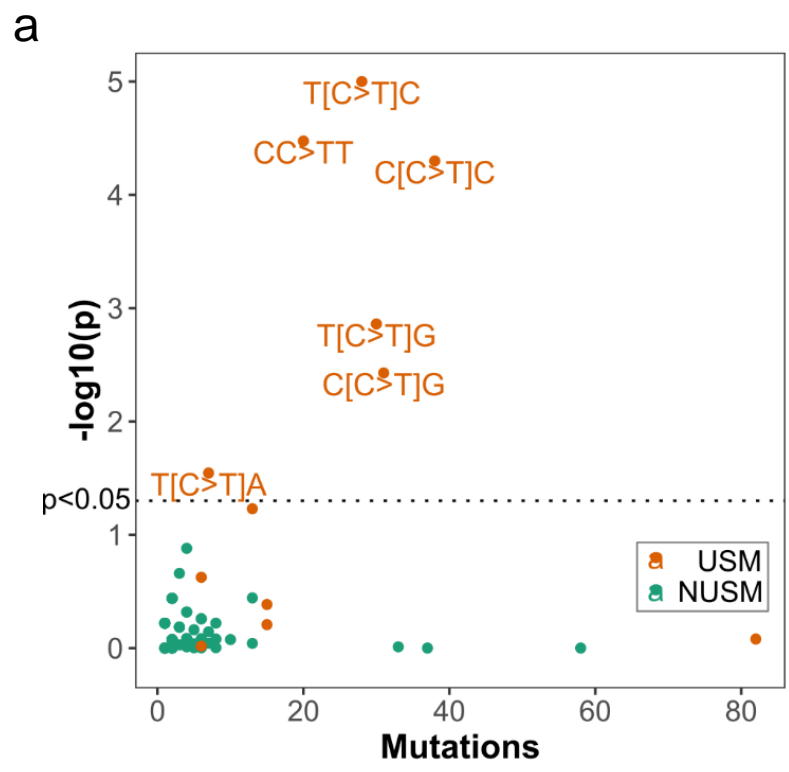 a
5
T[C>T]C
CC>TT
C[C>T]C
4
3
T[C>T]G
C[C>T]G
2
T[C>T]A
p<0.05
1
0
-log10(p)
a USM
a NUSM
0 20 40 60 80
Mutations